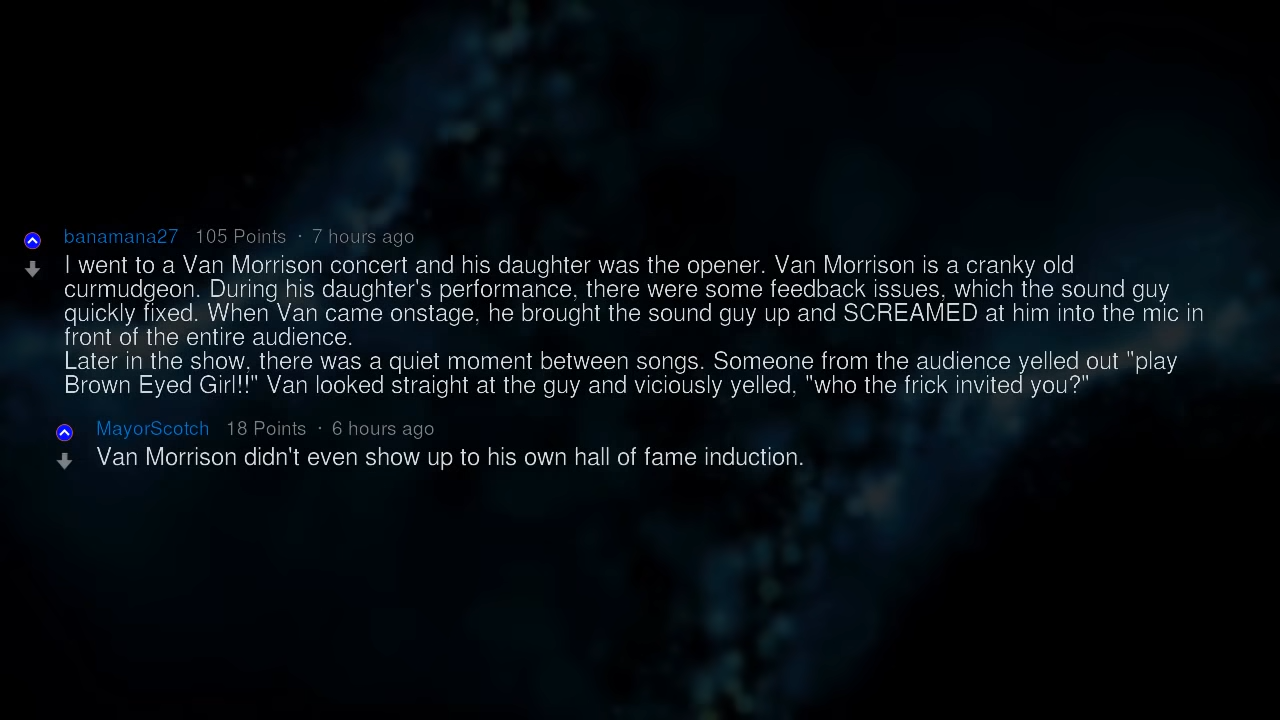 banamana27 105 Points · 7 hours ago
I went to a Van Morrison concert and his daughter was the opener. Van Morrison is a cranky old
curmudgeon. During his daughter's performance, there were some feedback issues, which the sound guy
quickly fixed. When Van came onstage, he brought the sound guy up and SCREAMED at him into the mic in
front of the entire audience.
Later in the show, there was a quiet moment between songs. Someone from the audience yelled out "play
Brown Eyed Girl!!" Van looked straight at the guy and viciously yelled, "who the frick invited you?"
MayorScotch 18 Points · 6 hours ago
Van Morrison didn't even show up to his own hall of fame induction.